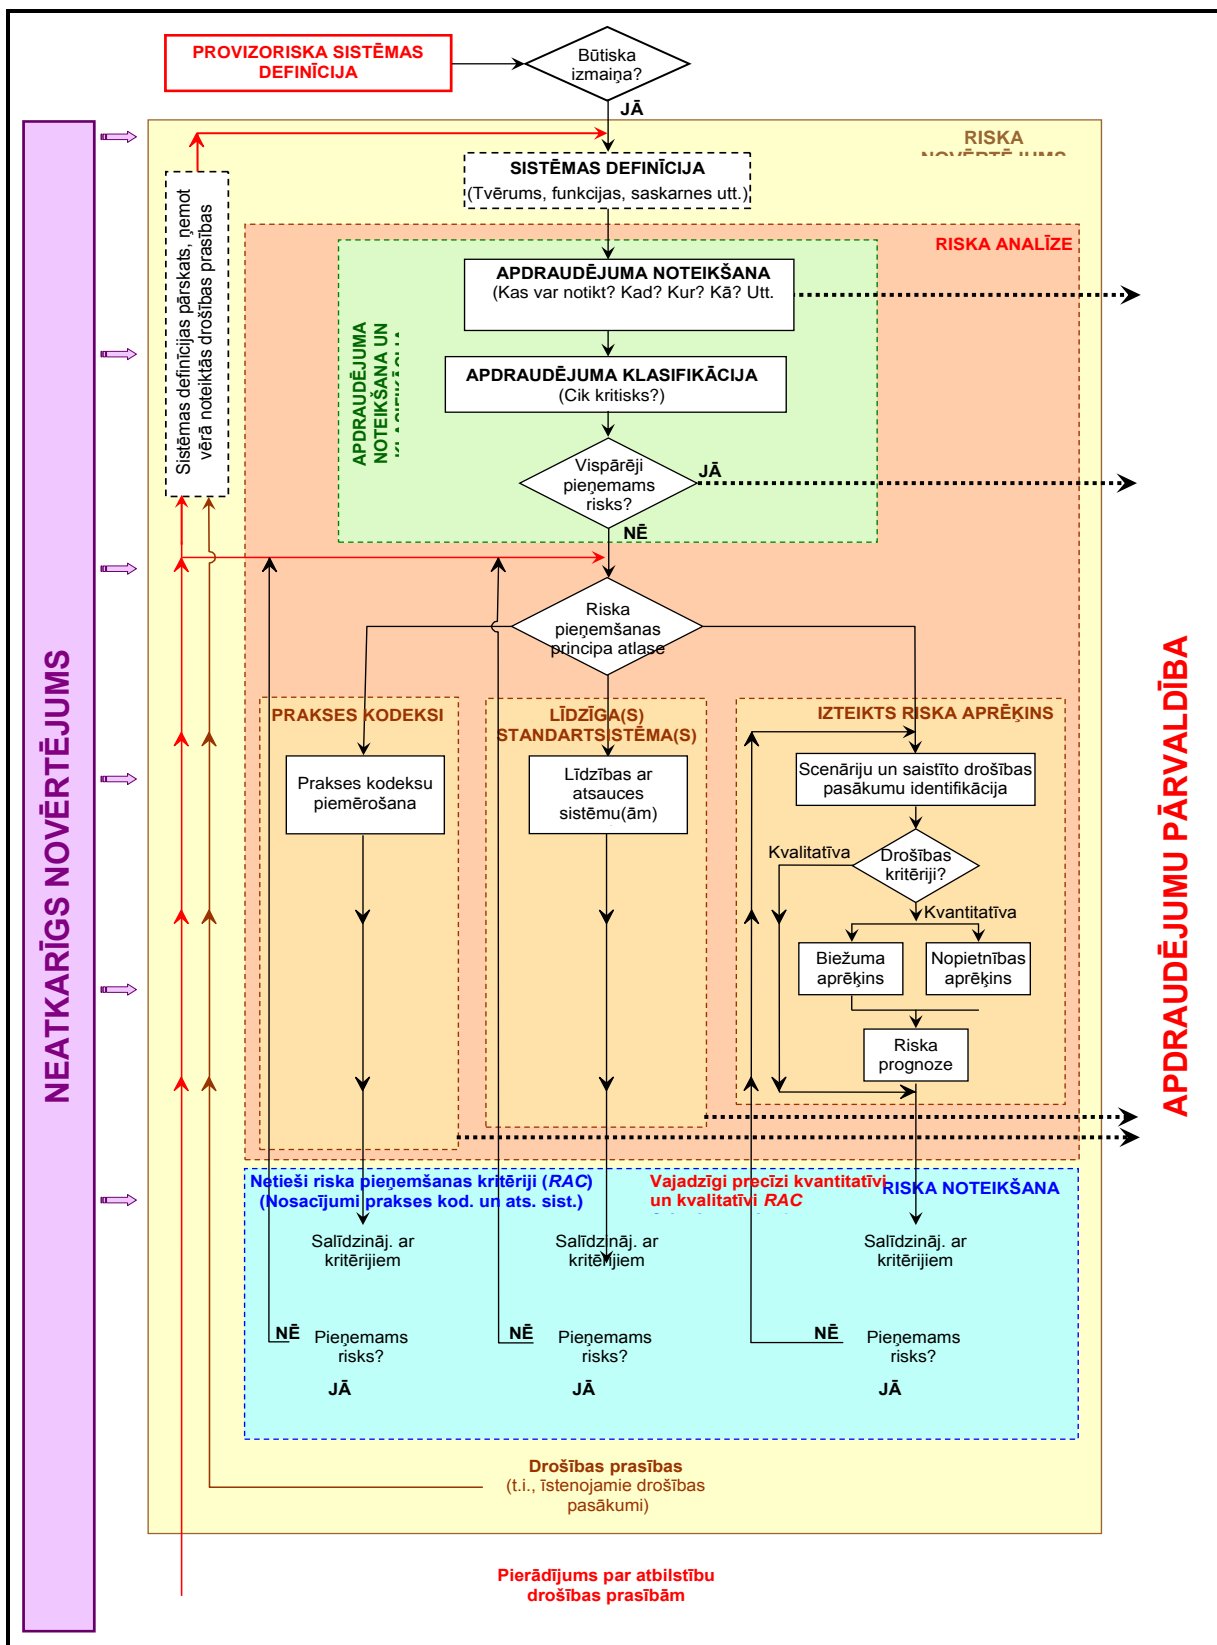 PROVIZORISKA SISTĒMAS
DEFINĪCIJA
Būtiska
izmaiņa?
JĀ
RISKA
NOVĒRTĒJUMS
SISTĒMAS DEFINĪCIJA
(Tvērums, funkcijas, saskarnes utt.)
Sistēmas definīcijas pārskats, ņemot
vērā noteiktās drošības prasības
RISKA ANALĪZE
APDRAUDĒJUMA
NOTEIKŠANA UN
KLASIFIKĀCIJA
APDRAUDĒJUMA NOTEIKŠANA
(Kas var notikt? Kad? Kur? Kā? Utt.
APDRAUDĒJUMA KLASIFIKĀCIJA
(Cik kritisks?)
Vispārēji
pieņemams
risks?
JĀ
NĒ
Riska
pieņemšanas
principa atlase
NEATKARĪGS NOVĒRTĒJUMS
APDRAUDĒJUMU PĀRVALDĪBA
PRAKSES KODEKSI
LĪDZĪGA(S)
STANDARTSISTĒMA(S)
IZTEIKTS RISKA APRĒĶINS
Prakses kodeksu
piemērošana
Līdzības ar
atsauces
sistēmu(ām)
Scenāriju un saistīto drošības
pasākumu identifikācija
Kvalitatīva
Drošības
kritēriji?
Kvantitatīva
Biežuma
aprēķins
Nopietnības
aprēķins
Riska
prognoze
Netieši riska pieņemšanas kritēriji (RAC)
(Nosacījumi prakses kod. un ats. sist.)
Vajadzīgi precīzi kvantitatīvi
un kvalitatīvi RAC
RISKA NOTEIKŠANA
Salīdzināj. ar
kritērijiem
Salīdzināj. ar
kritērijiem
Salīdzināj. ar
kritērijiem
NĒ
Pieņemams
risks?
NĒ
Pieņemams
risks?
NĒ
Pieņemams
risks?
JĀ
JĀ
JĀ
Drošības prasības
(t.i., īstenojamie drošības
pasākumi)
Pierādījums par atbilstību
drošības prasībām